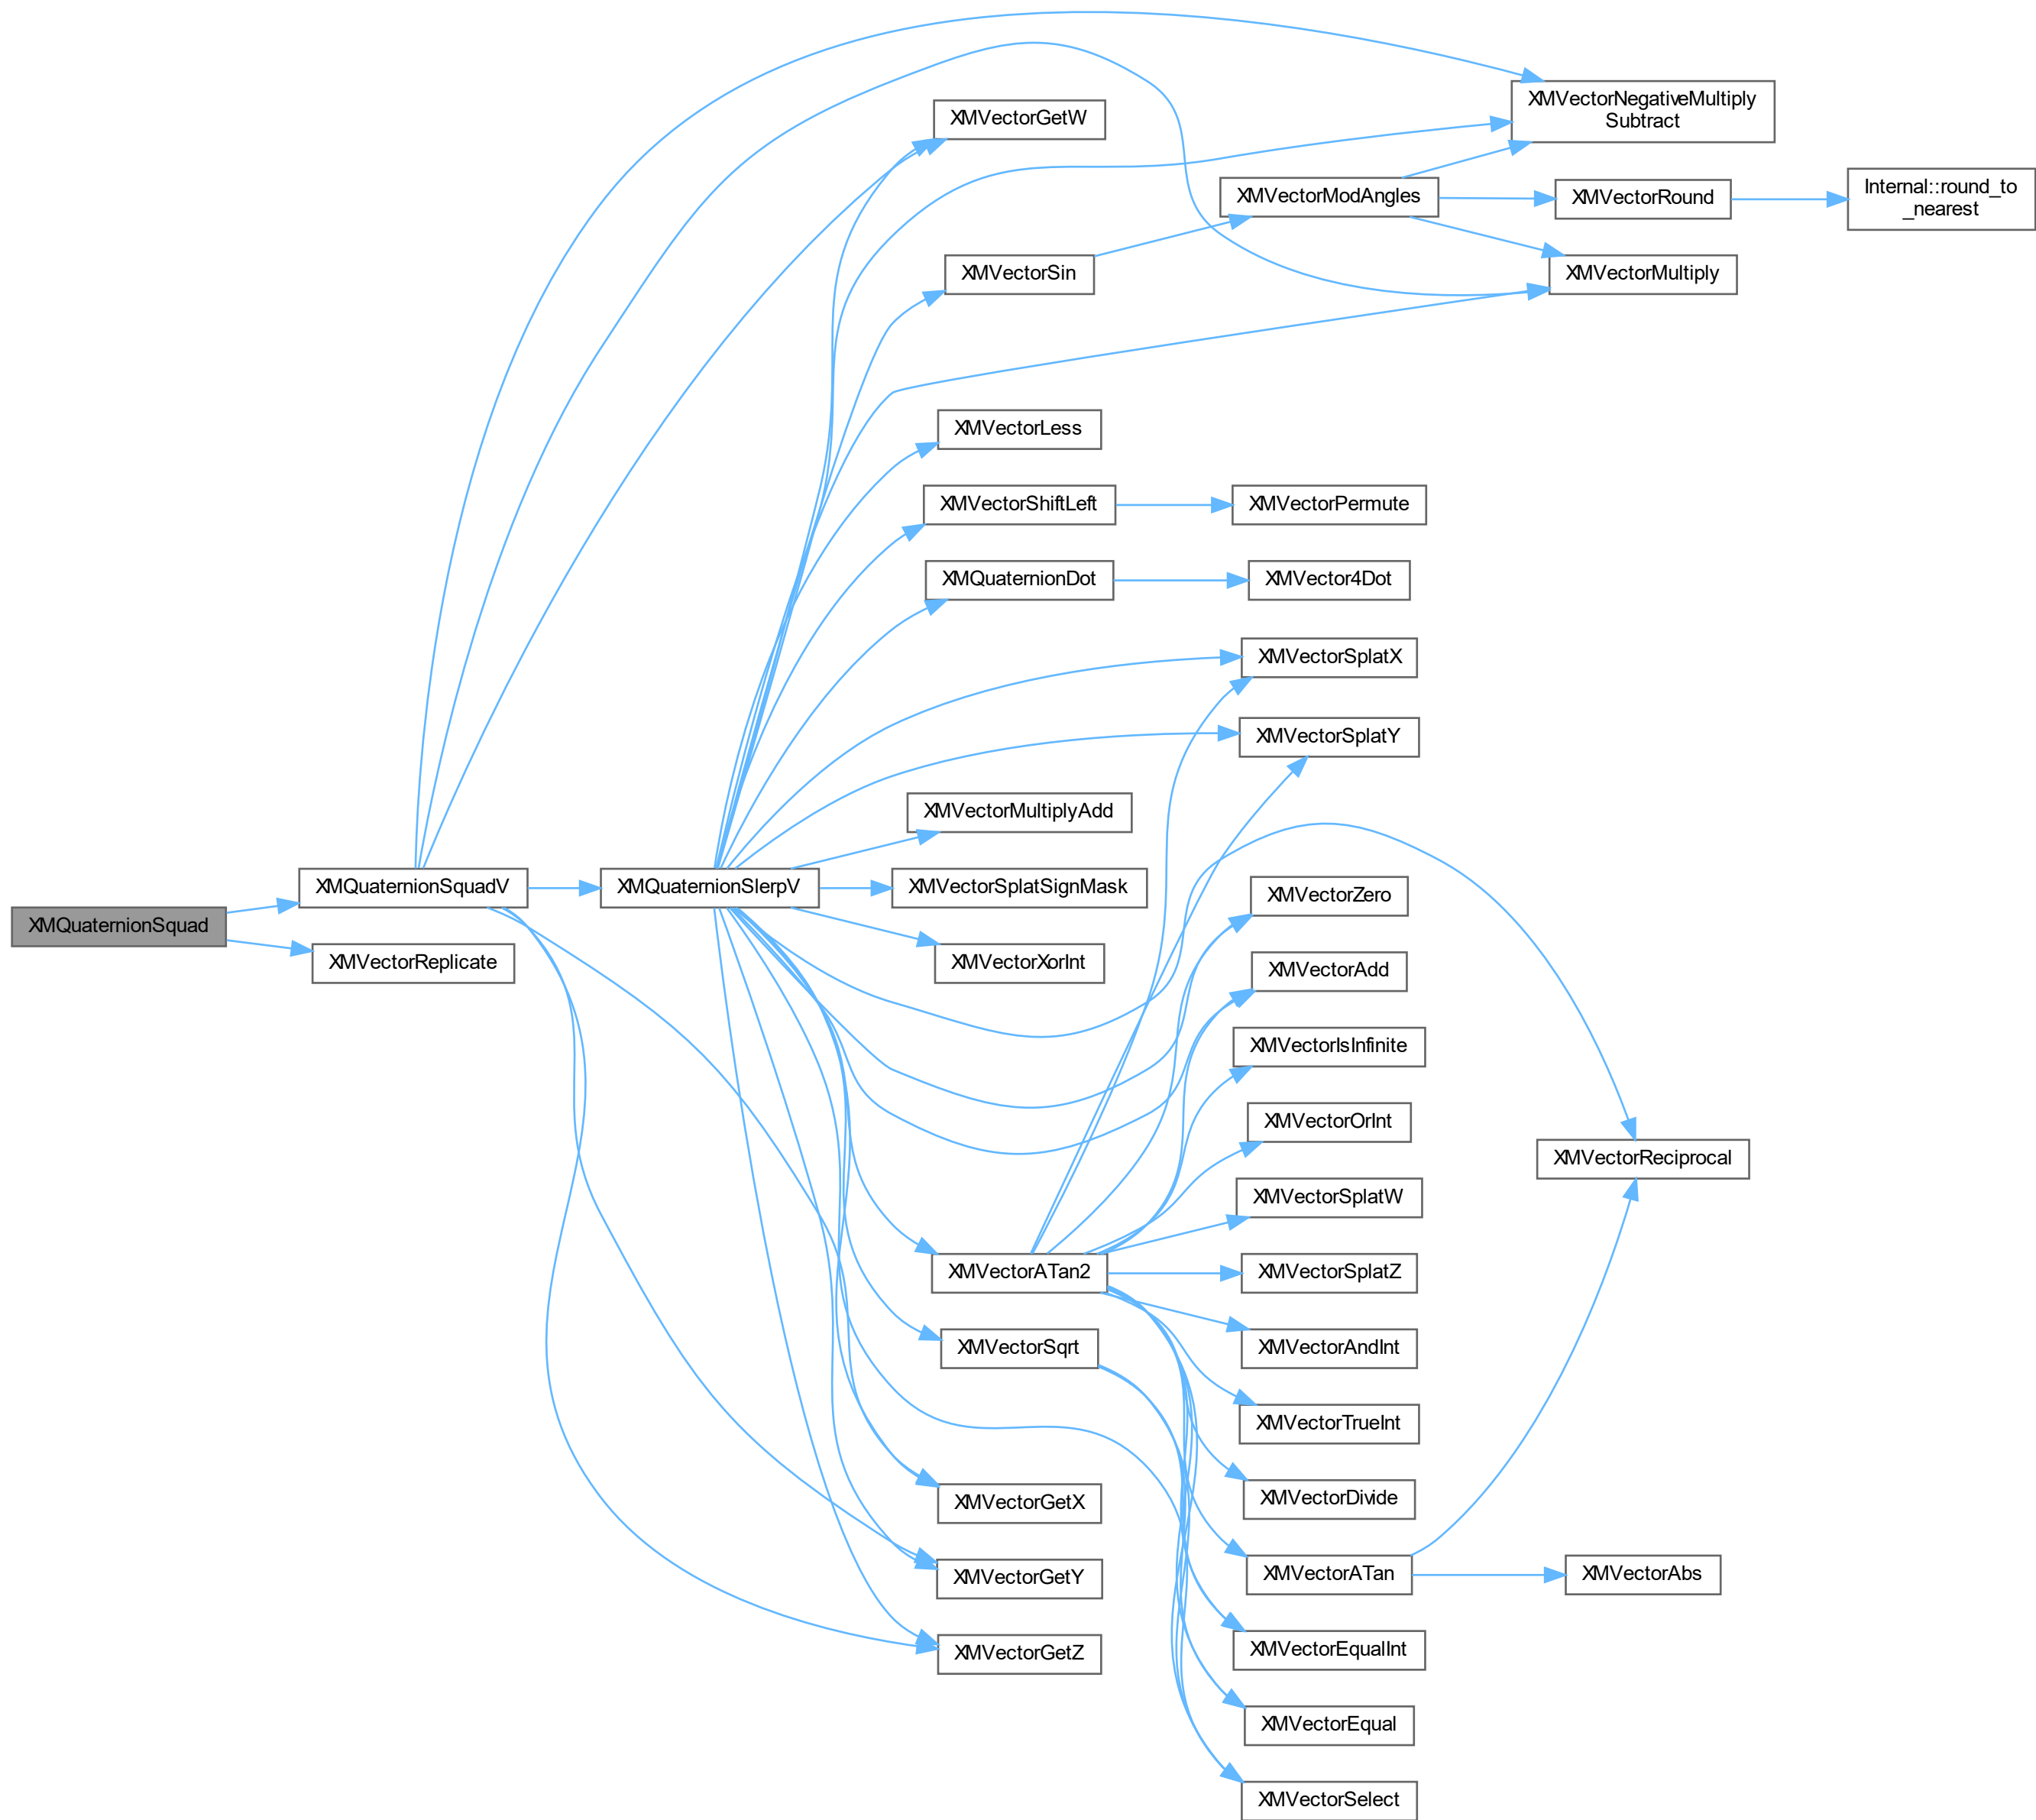 XMVectorNegativeMultiply
Subtract
XMVectorGetW
XMVectorModAngles
XMVectorRound
Internal::round_to
_nearest
XMVectorSin
XMVectorMultiply
XMVectorLess
XMVectorShiftLeft
XMVectorPermute
XMQuaternionDot
XMVector4Dot
XMVectorSplatX
XMVectorSplatY
XMVectorMultiplyAdd
XMQuaternionSquadV
XMQuaternionSlerpV
XMVectorSplatSignMask
XMVectorZero
XMQuaternionSquad
XMVectorReplicate
XMVectorXorInt
XMVectorAdd
XMVectorIsInfinite
XMVectorOrInt
XMVectorReciprocal
XMVectorSplatW
XMVectorATan2
XMVectorSplatZ
XMVectorSqrt
XMVectorAndInt
XMVectorTrueInt
XMVectorGetX
XMVectorDivide
XMVectorGetY
XMVectorATan
XMVectorAbs
XMVectorGetZ
XMVectorEqualInt
XMVectorEqual
XMVectorSelect